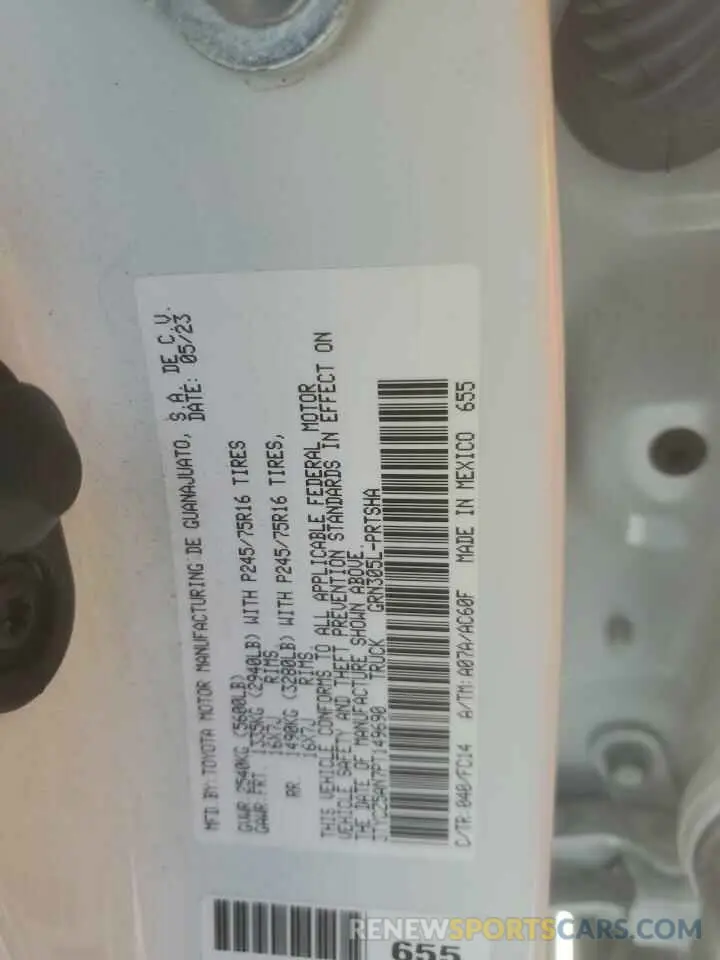 MFD.BY:TOYOTA MOTOR MANUFACTURING DE GUANAJUATO, S.A. DE C.V.
DATE: 05/23
GVWR 2540KG (5600LB)
GAWR FRT 1335KG (2940LB) WITH P245/75R16 TIRES
16X7J RIMS,
RR 1490KG (3280LB) WITH P245/75R16 TIRES,
16X7J RIMS.
THIS VEHICLE CONFORMS TO ALL APPLICABLE FEDERAL MOTOR
VEHICLE SAFETY AND THEFT PREVENTION STANDARDS IN EFFECT ON
THE DATE OF MANUFACTURE SHOWN ABOVE.
3TYCZ5AN7PT149690 TRUCK GRN305L-PRTSHA
C/TR:040/FC14 A/TM:A07A/AC60F MADE IN MEXICO 655
655
RENEWSPORTSCARS.COM